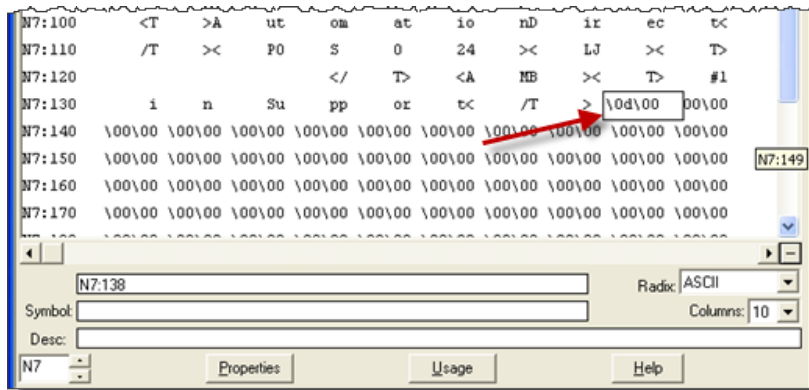 N7:100 <T >A ut om at io nD ir ec t<
N7:110 /T >< P0 S 0 24 >< LJ >< T>
N7:120 </ T> <A MB >< T> #1
N7:130 i n Su pp or t< /T > \0d\00 00\00
N7:140 \00\00 \00\00 \00\00 \00\00 \00\00 \00\00 \00\00 \00\00 \00\00 \00\00
N7:150 \00\00 \00\00 \00\00 \00\00 \00\00 \00\00 \00\00 \00\00 \00\00 \00\00
N7:149
N7:160 \00\00 \00\00 \00\00 \00\00 \00\00 \00\00 \00\00 \00\00 \00\00 \00\00
N7:170 \00\00 \00\00 \00\00 \00\00 \00\00 \00\00 \00\00 \00\00 \00\00 \00\00
N7:138 Radix: ASCII
Symbol: Columns: 10
Desc:
N7 Properties Usage Help